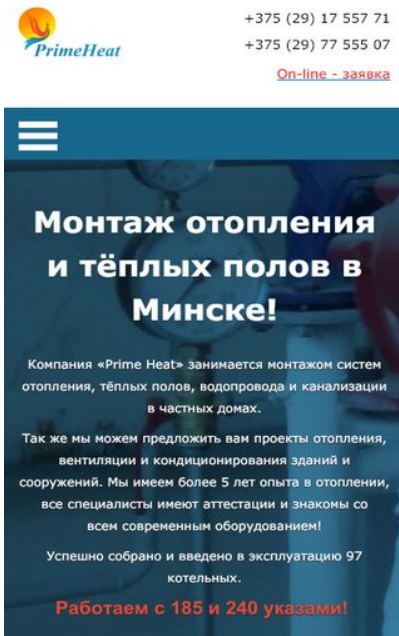 PrimeHeat
+375 (29) 17 557 71
+375 (29) 77 555 07
On-line - заявка
Монтаж отопления
и тёплых полов в
Минске!
Компания «Prime Heat» занимается монтажом систем
отопления, тёплых полов, водопровода и канализации
в частных домах.
Так же мы можем предложить вам проекты отопления,
вентиляции и кондиционирования зданий и
сооружений. Мы имеем более 5 лет опыта в отоплении,
все специалисты имеют аттестации и знакомы со
всем современным оборудованием!
Успешно собрано и введено в эксплуатацию 97
котельных.
Работаем с 185 и 240 указами!